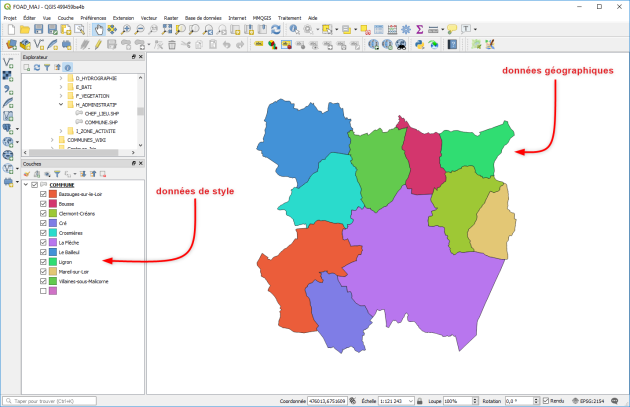 FOAD_MAJ - QGIS 499459be4b
Projet Éditer Vue Couche Préférences Extension Vecteur Raster Base de données Internet MMQGIS Traitement Aide
données géographiques
Explorateur
D_HYDROGRAPHIE
E_BATI
F_VEGETATION
H_ADMINISTRATIF
CHEF_LIEU.SHP
COMMUNE.SHP
I_ZONE_ACTIVITE
COMMUNES_WIKI
Couches
COMMUNE
Bazouges-sur-le-Loir
Bousse
Clermont-Créans
Cré
Crosmières
La Flèche
Le Bailleul
Ligron
Mareil-sur-Loir
Villaines-sous-Malicorne
données de style
Taper pour trouver (Ctrl+K)
Coordonnée 476013,6751609 Échelle 1:121 243 Loupe 100% Rotation 0,0 ° Rendu EPSG:2154